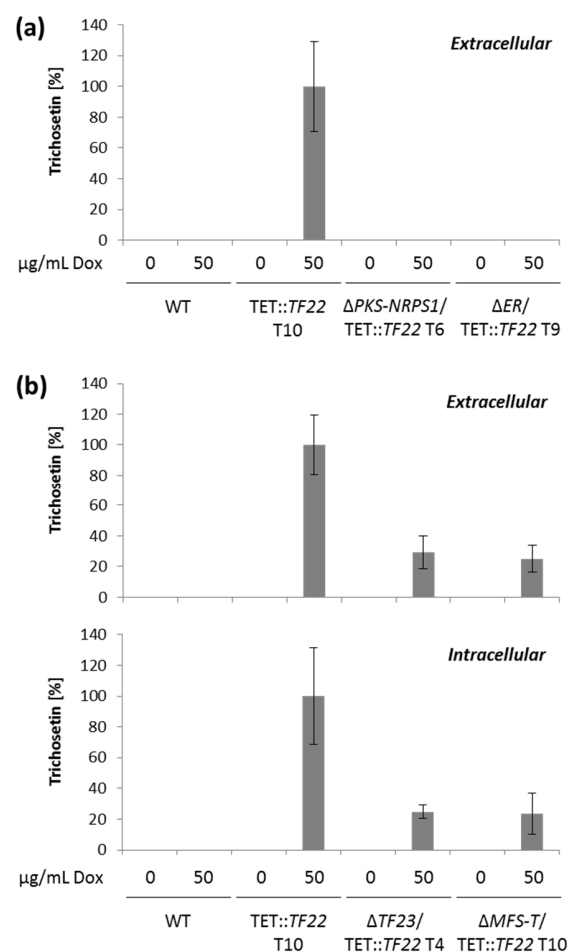 (a)
Extracellular
Trichosetin [%]
140
120
100
80
60
40
20
0
µg/mL Dox 0 50 0 50 0 50 0 50
WT TET::TF22 ΔPKS-NRPS1/ ΔER/
T10 TET::TF22 T6 TET::TF22 T9
(b)
Extracellular
Trichosetin [%]
140
120
100
80
60
40
20
0
Intracellular
Trichosetin [%]
140
120
100
80
60
40
20
0
µg/mL Dox 0 50 0 50 0 50 0 50
WT TET::TF22 ΔTF23/ ΔMFS-T/
T10 TET::TF22 T4 TET::TF22 T10